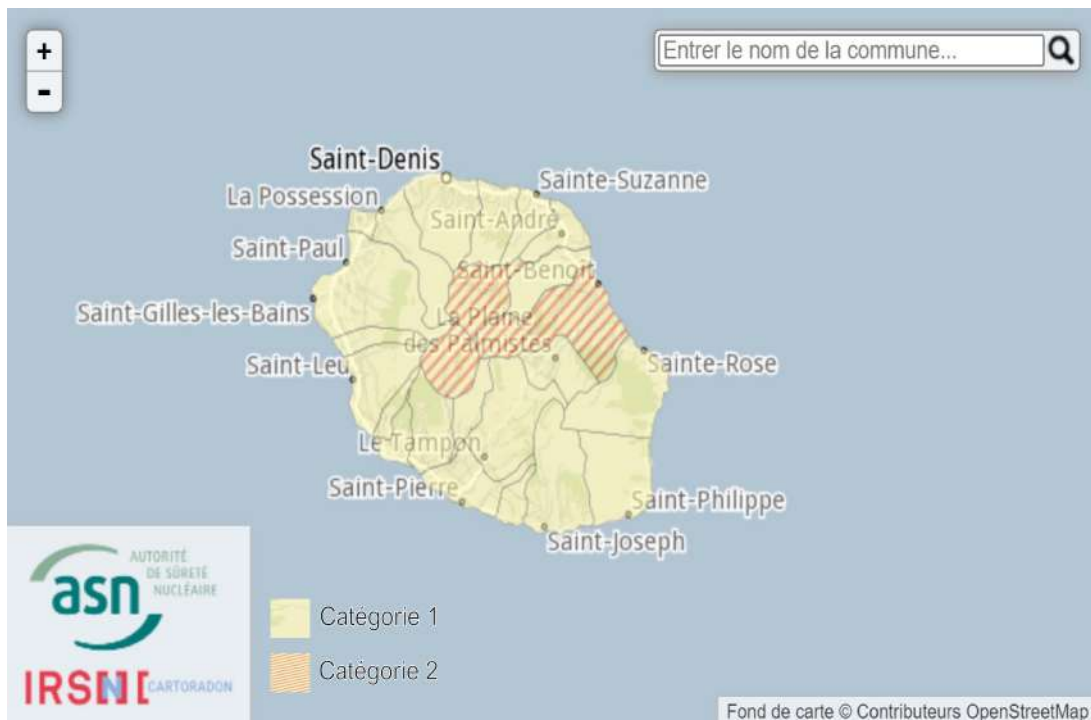 +
-
Entrer le nom de la commune...
Saint-Denis
Sainte-Suzanne
La Possession
Saint-André
Saint-Paul
Saint-Benoit
Saint-Gilles-les-Bains
La Plaine
des Palmistes
Saint-Leu
Sainte-Rose
Le Tampon
Saint-Pierre
Saint-Philippe
Saint-Joseph
AUTORITÉ
DE SÛRETÉ
NUCLÉAIRE
asn
Catégorie 1
Catégorie 2
IRS[N] [ CARTORADON
Fond de carte © Contributeurs OpenStreetMap